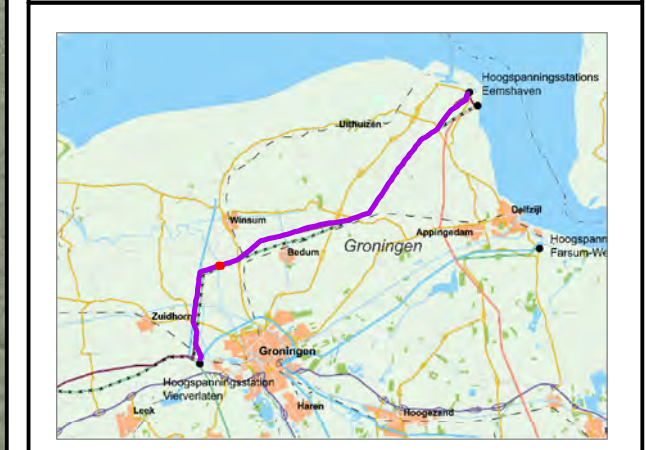 Hoogspanningsstations
Eemshaven
Uithuizen
Winsum
Delfzijl
Appingedam
Groningen
Bedum
Hoogspann
Farsum-We
Zuidhorn
Groningen
Hoogspanningsstation
Vierverlaten
Leek
Haren
Hoogezand